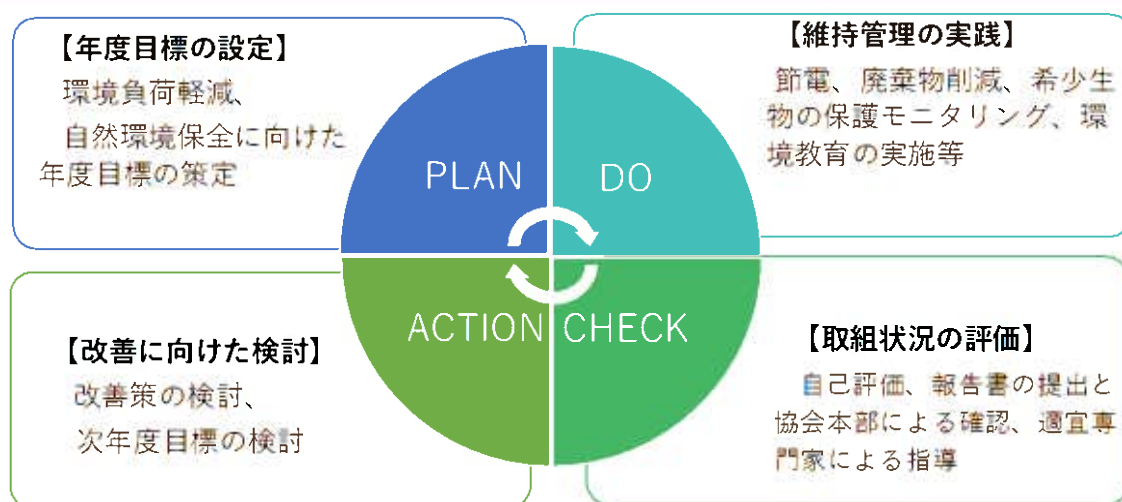 【年度目標の設定】
環境負荷軽減、
自然環境保全に向けた
年度目標の策定
PLAN
【維持管理の実践】
節電、廃棄物削減、希少生
物の保護モニタリング、環
境教育の実施等
DO
【改善に向けた検討】
改善策の検討、
次年度目標の検討
ACTION
【取組状況の評価】
自己評価、報告書の提出と
協会本部による確認、適宜専
門家による指導
CHECK